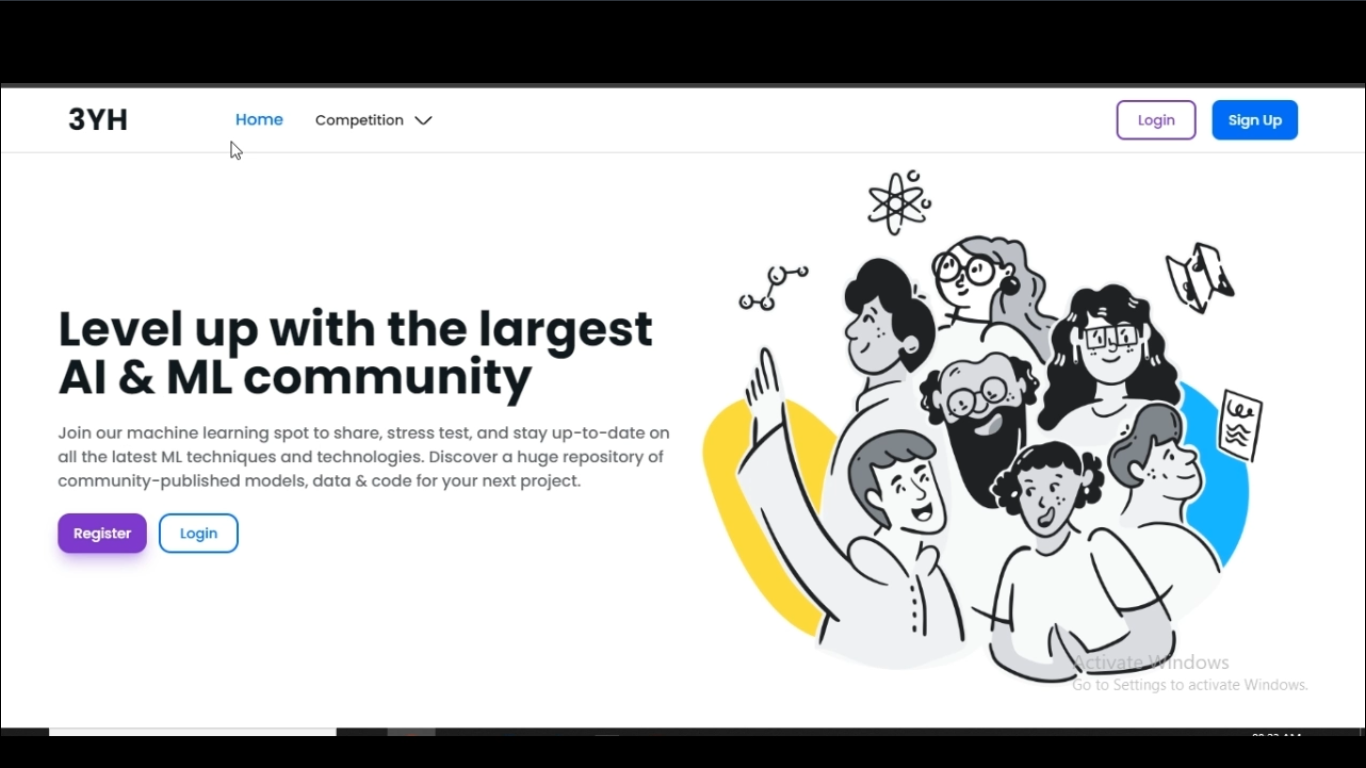 3YH
Home
Competition
Login
Sign Up
Level up with the largest
AI & ML community
Join our machine learning spot to share, stress test, and stay up-to-date on
all the latest ML techniques and technologies. Discover a huge repository of
community-published models, data & code for your next project.
Register
Login
Activate Windows
Go to Settings to activate Windows.